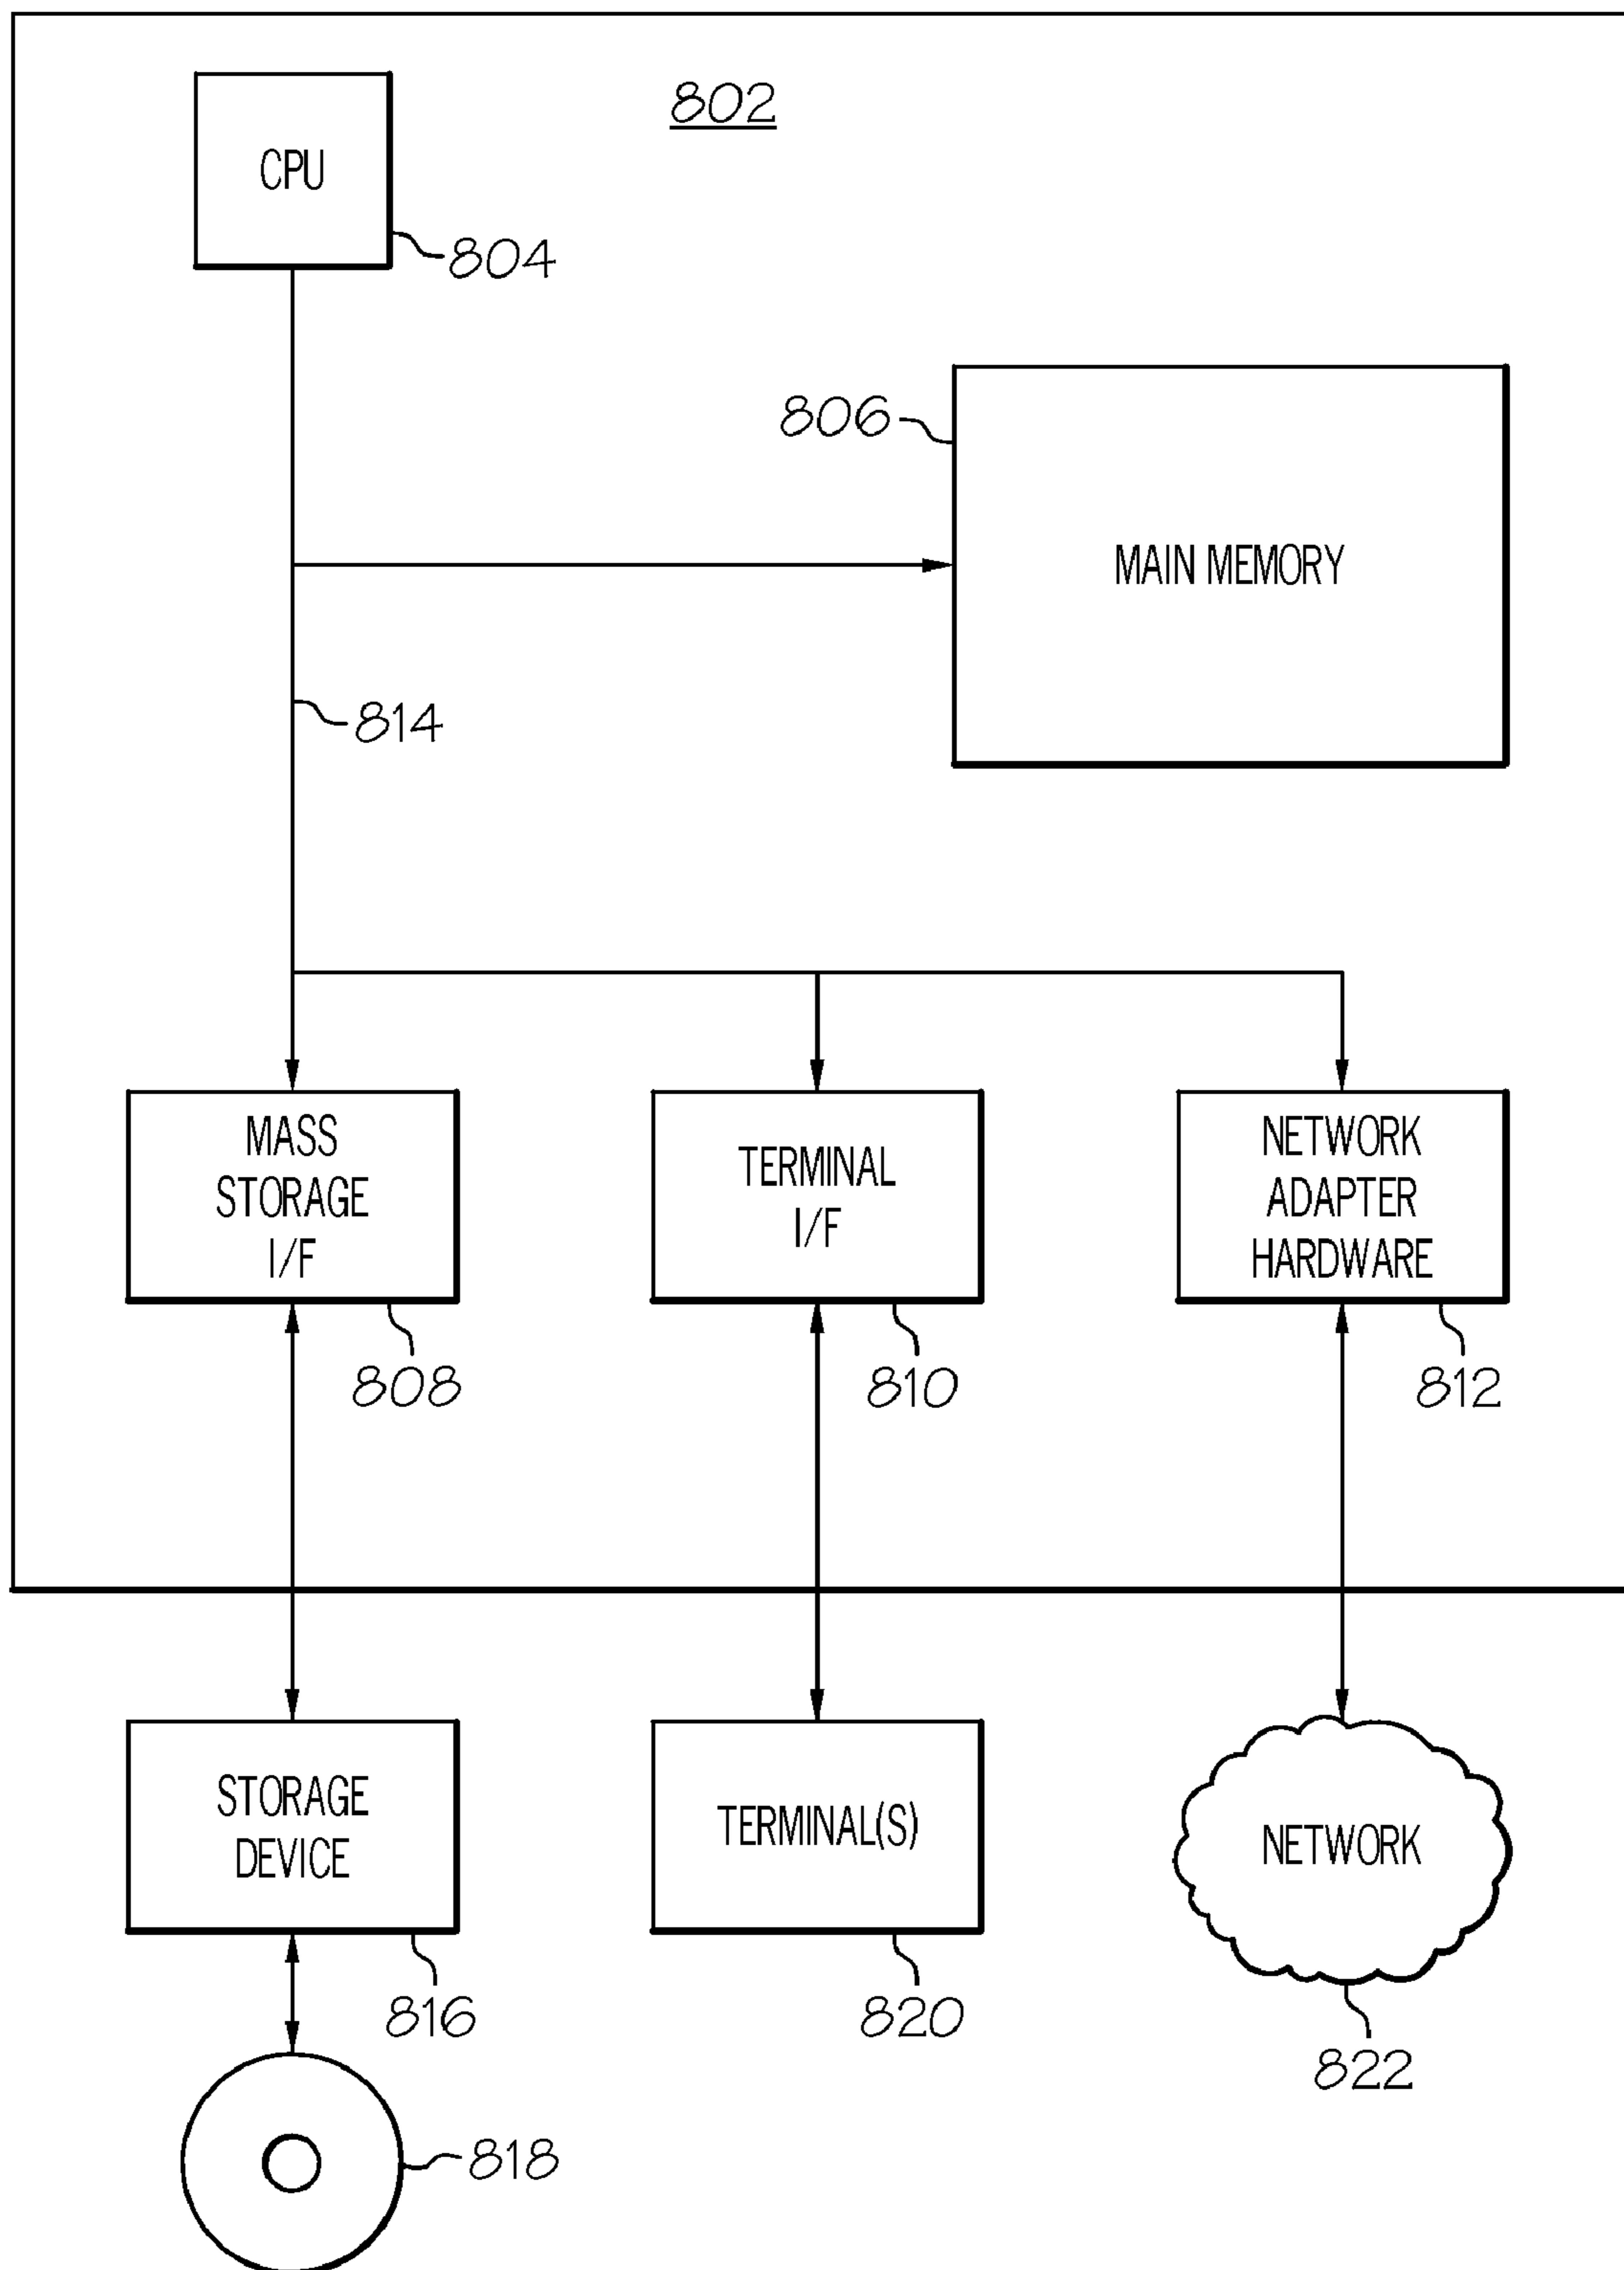 802
CPU
804
806
MAIN MEMORY
814
MASS
STORAGE
I/F
TERMINAL
I/F
NETWORK
ADAPTER
HARDWARE
808
810
812
STORAGE
DEVICE
TERMINAL(S)
NETWORK
816
820
822
818